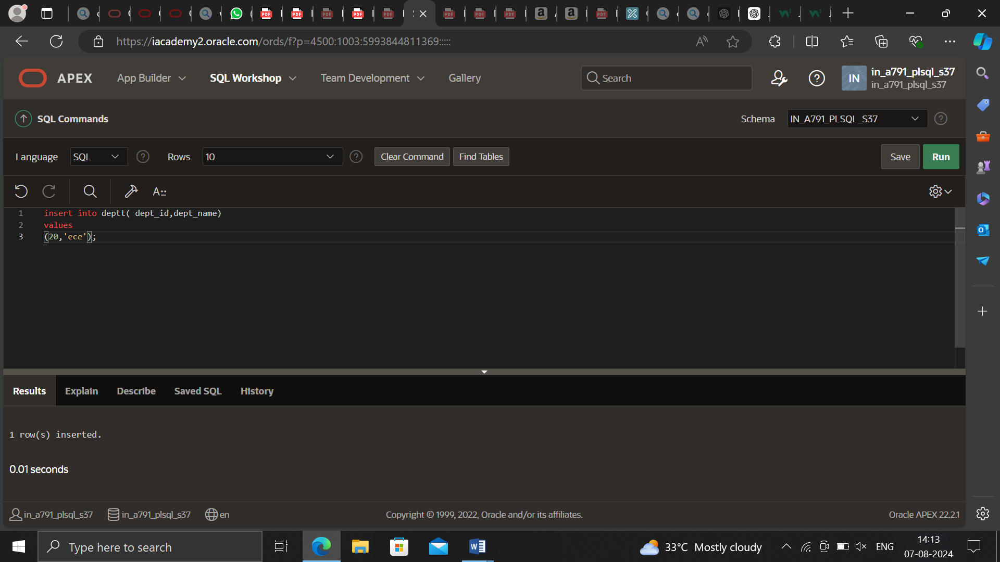 https://iacademy2.oracle.com/ords/f?p=4500:1003:5993844811369:::::
APEX App Builder SQL Workshop Team Development Gallery Search IN in_a791_plsql_s37
in_a791_plsql_s37
SQL Commands Schema IN_A791_PLSQL_S37
Language SQL Rows 10 Clear Command Find Tables Save Run
1 insert into deptt( dept_id,dept_name)
2 values
3 (20,'ece');
Results Explain Describe Saved SQL History
1 row(s) inserted.
0.01 seconds
in_a791_plsql_s37 in_a791_plsql_s37 en Copyright © 1999, 2022, Oracle and/or its affiliates. Oracle APEX 22.2.1
Type here to search 33°C Mostly cloudy ENG 14:13
07-08-2024